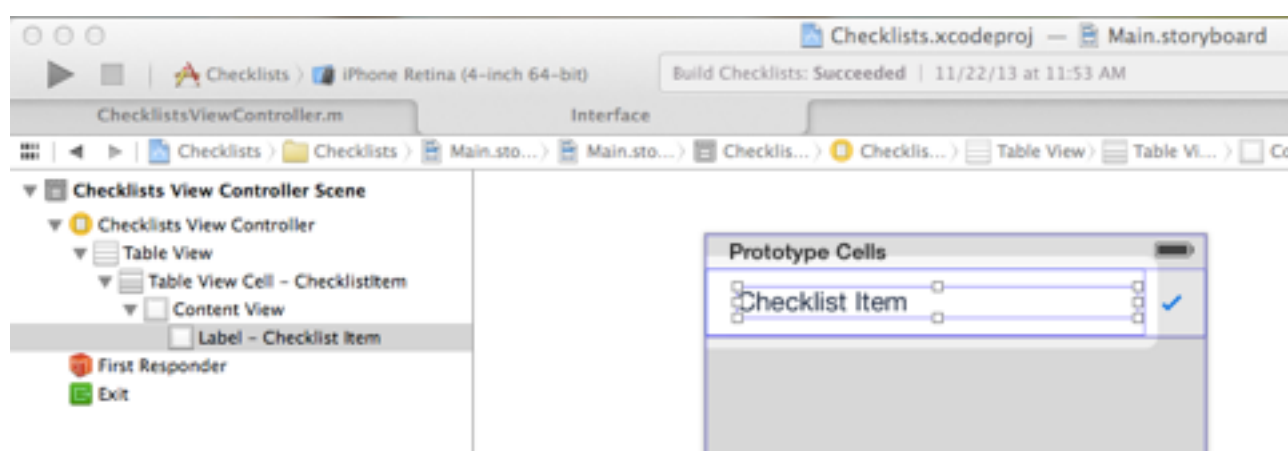 Checklists.xcodeproj — Main.storyboard
Checklists 〉 iPhone Retina (4-inch 64-bit)
Build Checklists: Succeeded | 11/22/13 at 11:53 AM
ChecklistsViewController.m
Interface
Checklists 〉 Checklists 〉 Main.sto...〉 Main.sto...〉 Checklis...〉 Checklis...〉 Table View〉 Table Vi...〉 Co
Checklists View Controller Scene
Checklists View Controller
Table View
Table View Cell – ChecklistItem
Content View
Label – Checklist Item
First Responder
Exit
Prototype Cells
Checklist Item